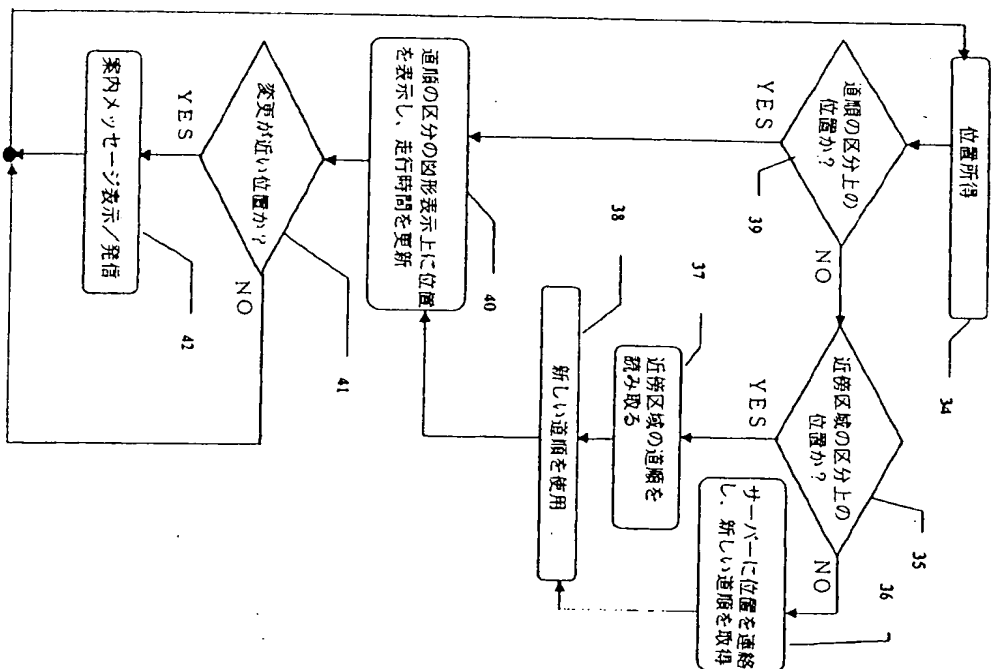 位置所得
34
道順の区分上の
位置か?
39
YES
NO
近傍区域の区分上の
位置か?
35
YES
NO
サーバーに位置を連絡
し、新しい道順を取得
36
近傍区域の道順を
読み取る
37
新しい道順を使用
38
道順の区分の図形表示上に位置
を表示し、走行時間を更新
40
変更が近い位置か?
41
YES
NO
案内メッセージ表示/発信
42